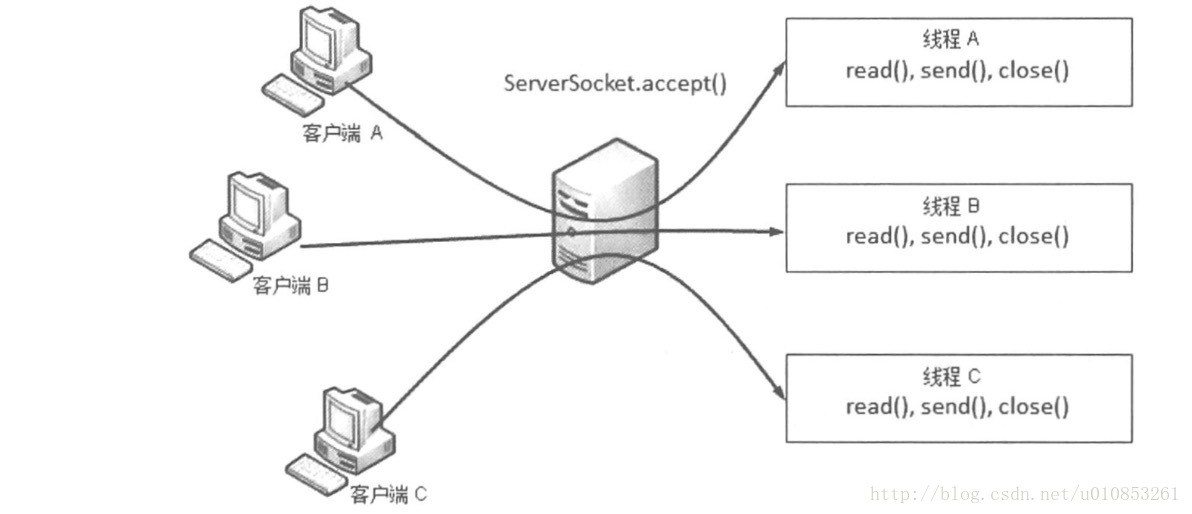 线程 A
read(), send(), close()
ServerSocket.accept()
客户端 A
线程 B
read(), send(), close()
客户端 B
线程 C
read(), send(), close()
客户端 C
http://blog.csdn.net/u010853261